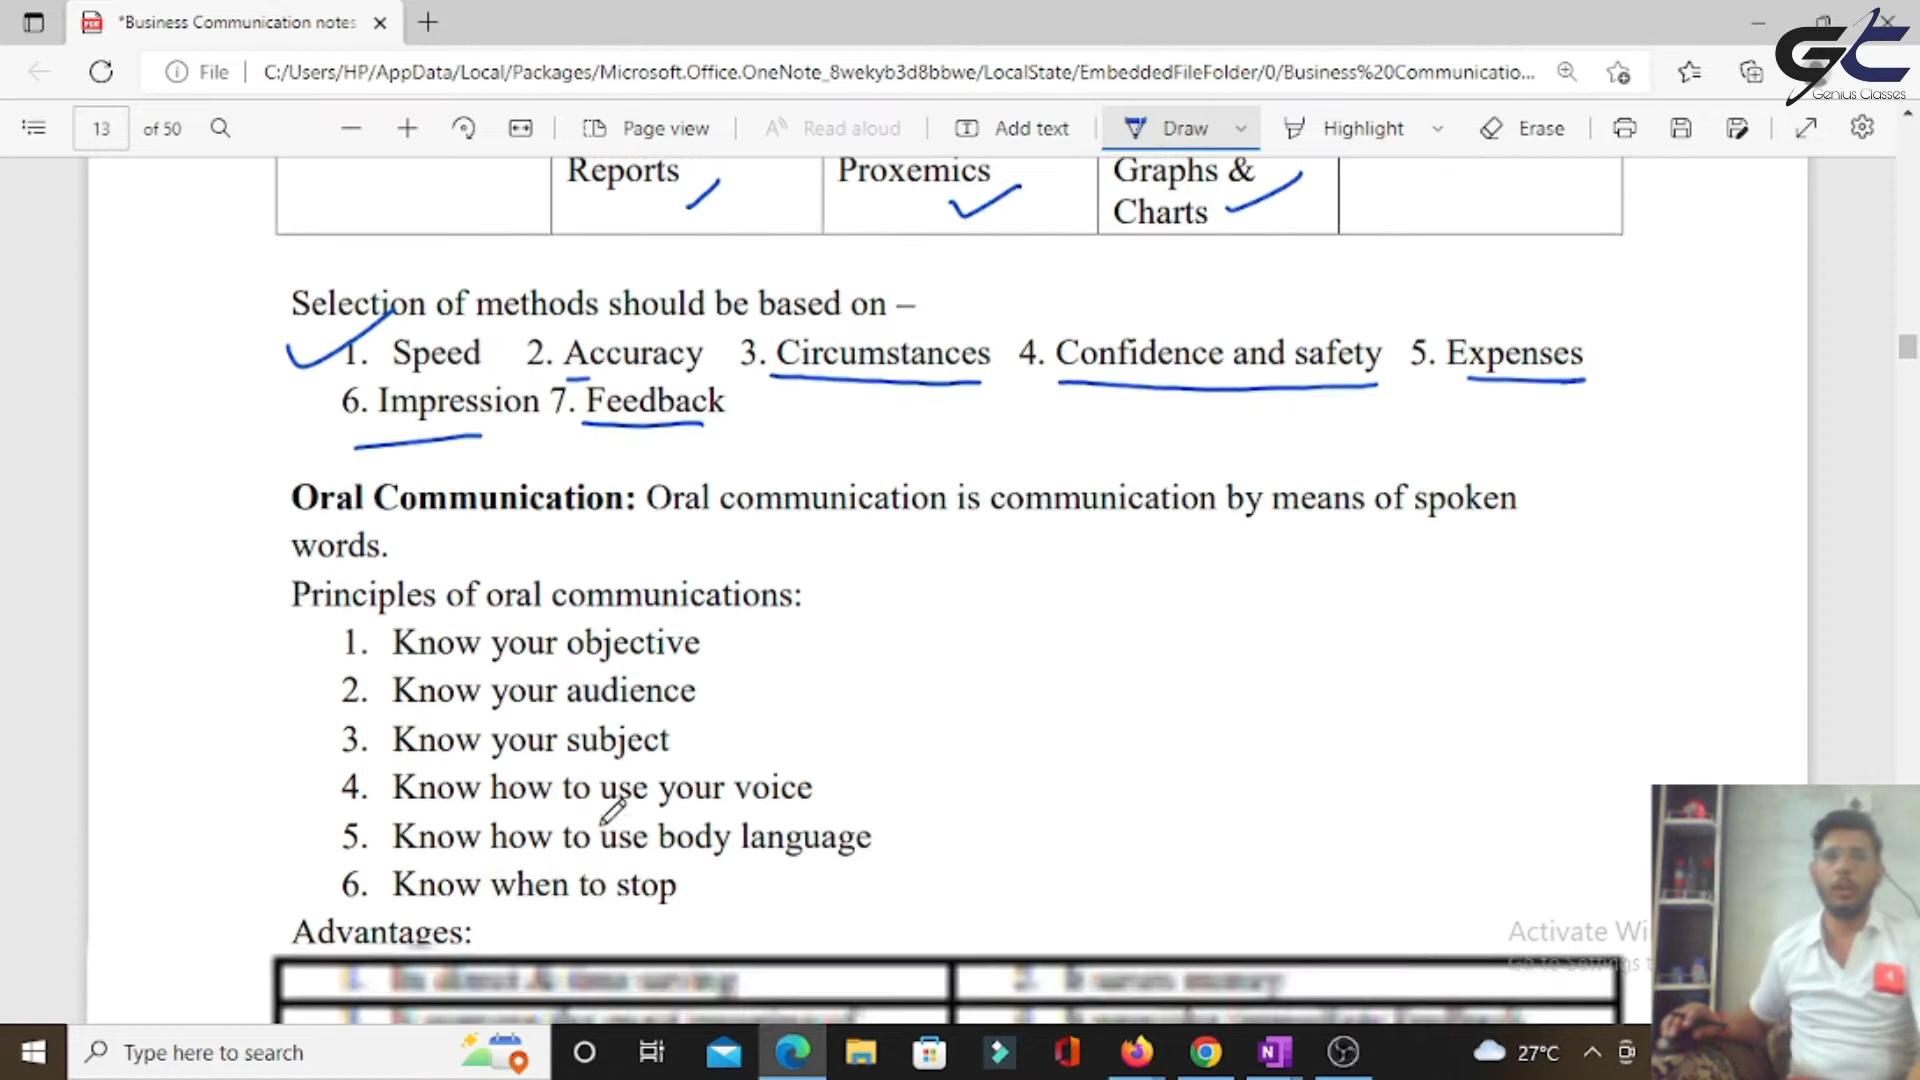 *Business Communication notes
GC
Genius Classes
File C:/Users/HP/AppData/Local/Packages/Microsoft.Office.OneNote_8wekyb3d8bbwe/LocalState/EmbeddedFileFolder/0/Business%20Communicatio...
13 of 50 Page view Read aloud Add text Draw Highlight Erase
Reports Proxemics Graphs &
Charts
Selection of methods should be based on –
1. Speed 2. Accuracy 3. Circumstances 4. Confidence and safety 5. Expenses
6. Impression 7. Feedback
Oral Communication: Oral communication is communication by means of spoken
words.
Principles of oral communications:
1. Know your objective
2. Know your audience
3. Know your subject
4. Know how to use your voice
5. Know how to use body language
6. Know when to stop
Advantages:
Activate Wi
Go to Settings t
Type here to search 27°C